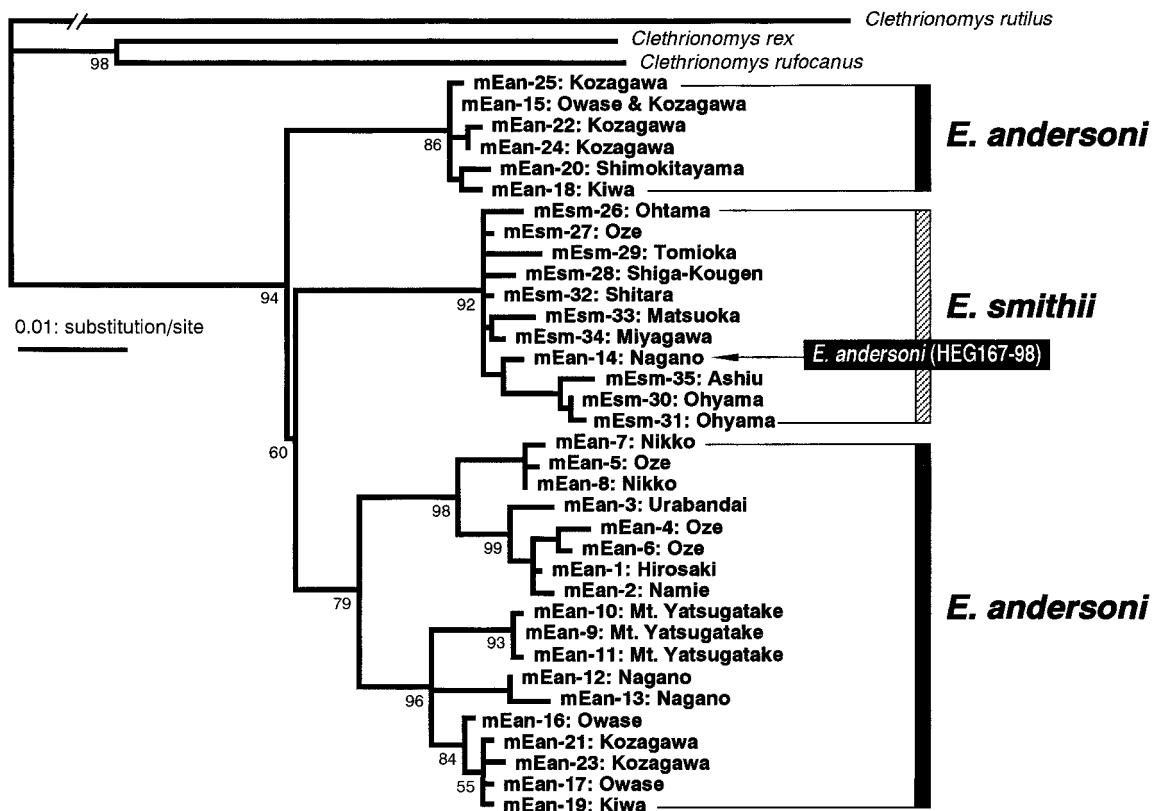 Clethrionomys rutilus
Clethrionomys rex
98
Clethrionomys rufocanus
mEan-25: Kozagawa
mEan-15: Owase & Kozagawa
mEan-22: Kozagawa
86
mEan-24: Kozagawa
mEan-20: Shimokitayama
mEan-18: Kiwa
E. andersoni
mEsm-26: Ohtama
mEsm-27: Oze
mEsm-29: Tomioka
mEsm-28: Shiga-Kougen
94
92
mEsm-32: Shitara
mEsm-33: Matsuoka
mEsm-34: Miyagawa
E. smithii
0.01: substitution/site
mEan-14: Nagano
E. andersoni (HEG167-98)
mEsm-35: Ashiu
mEsm-30: Ohyama
mEsm-31: Ohyama
60
mEan-7: Nikko
mEan-5: Oze
mEan-8: Nikko
98
mEan-3: Urabandai
mEan-4: Oze
99
mEan-6: Oze
mEan-1: Hirosaki
mEan-2: Namie
79
mEan-10: Mt. Yatsugatake
93
mEan-9: Mt. Yatsugatake
mEan-11: Mt. Yatsugatake
E. andersoni
mEan-12: Nagano
96
mEan-13: Nagano
mEan-16: Owase
mEan-21: Kozagawa
84
mEan-23: Kozagawa
55
mEan-17: Owase
mEan-19: Kiwa